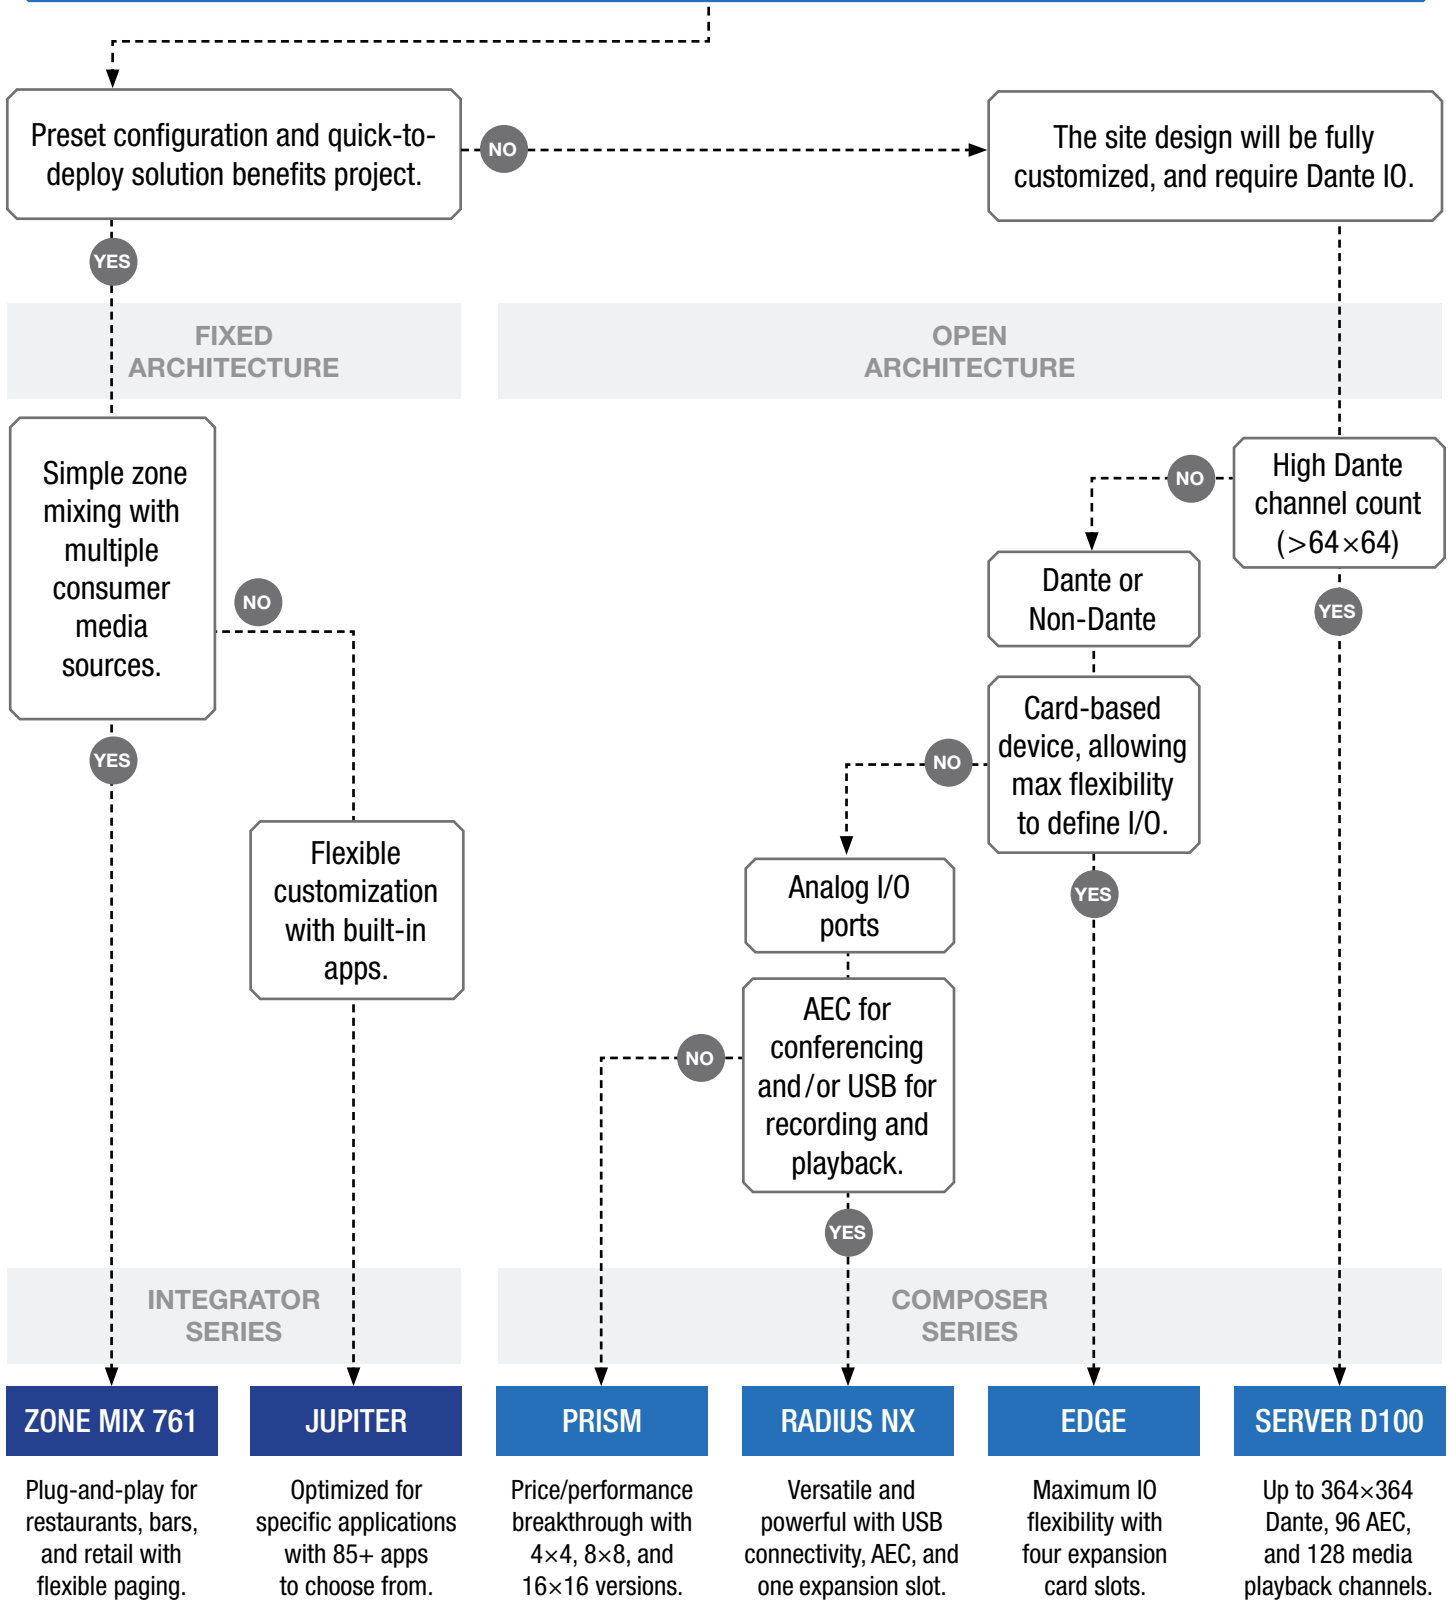 Preset configuration and quick-to-
deploy solution benefits project.
NO
The site design will be fully
customized, and require Dante IO.
YES
FIXED
ARCHITECTURE
OPEN
ARCHITECTURE
Simple zone
mixing with
multiple
consumer
media
sources.
NO
YES
Flexible
customization
with built-in
apps.
High Dante
channel count
(>64×64)
NO
YES
Dante or
Non-Dante
Card-based
device, allowing
max flexibility
to define I/O.
NO
YES
Analog I/O
ports
AEC for
conferencing
and/or USB for
recording and
playback.
NO
YES
INTEGRATOR
SERIES
COMPOSER
SERIES
ZONE MIX 761
Plug-and-play for
restaurants, bars,
and retail with
flexible paging.
JUPITER
Optimized for
specific applications
with 85+ apps
to choose from.
PRISM
Price/performance
breakthrough with
4×4, 8×8, and
16×16 versions.
RADIUS NX
Versatile and
powerful with USB
connectivity, AEC, and
one expansion slot.
EDGE
Maximum IO
flexibility with
four expansion
card slots.
SERVER D100
Up to 364×364
Dante, 96 AEC,
and 128 media
playback channels.